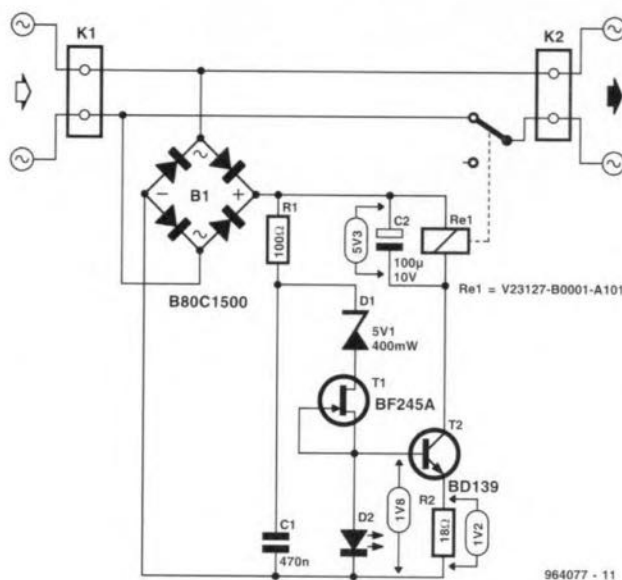 K1
K2
B1
B80C1500
R1
100Ω
5V3
C2
100µ
10V
Re1
Re1 = V23127-B0001-A101
D1
5V1
400mW
T1
BF245A
T2
BD139
C1
470n
D2
1V8
R2
18Ω
1V2
964077 - 11